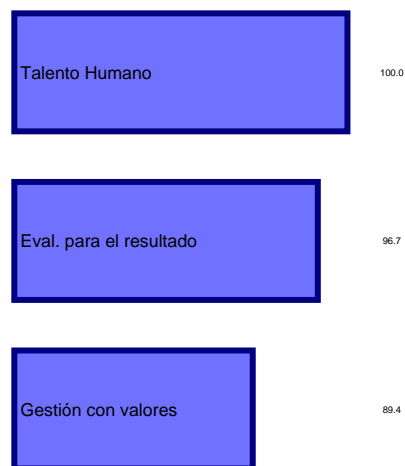 Talento Humano 100.0
Eval. para el resultado 96.7
Gestión con valores 89.4